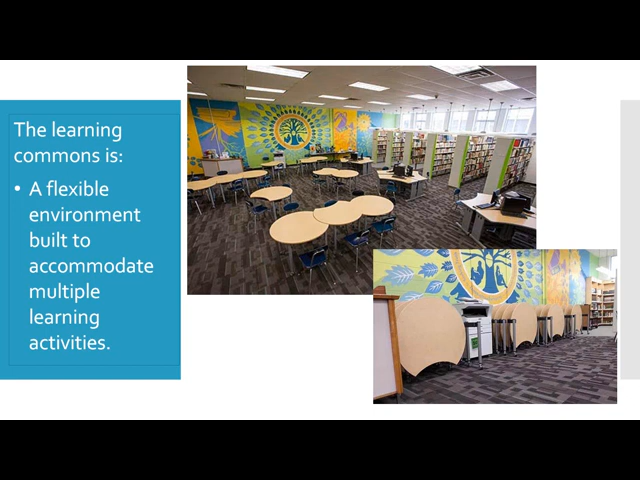 The learning
commons is:
• A flexible
environment
built to
accommodate
multiple
learning
activities.